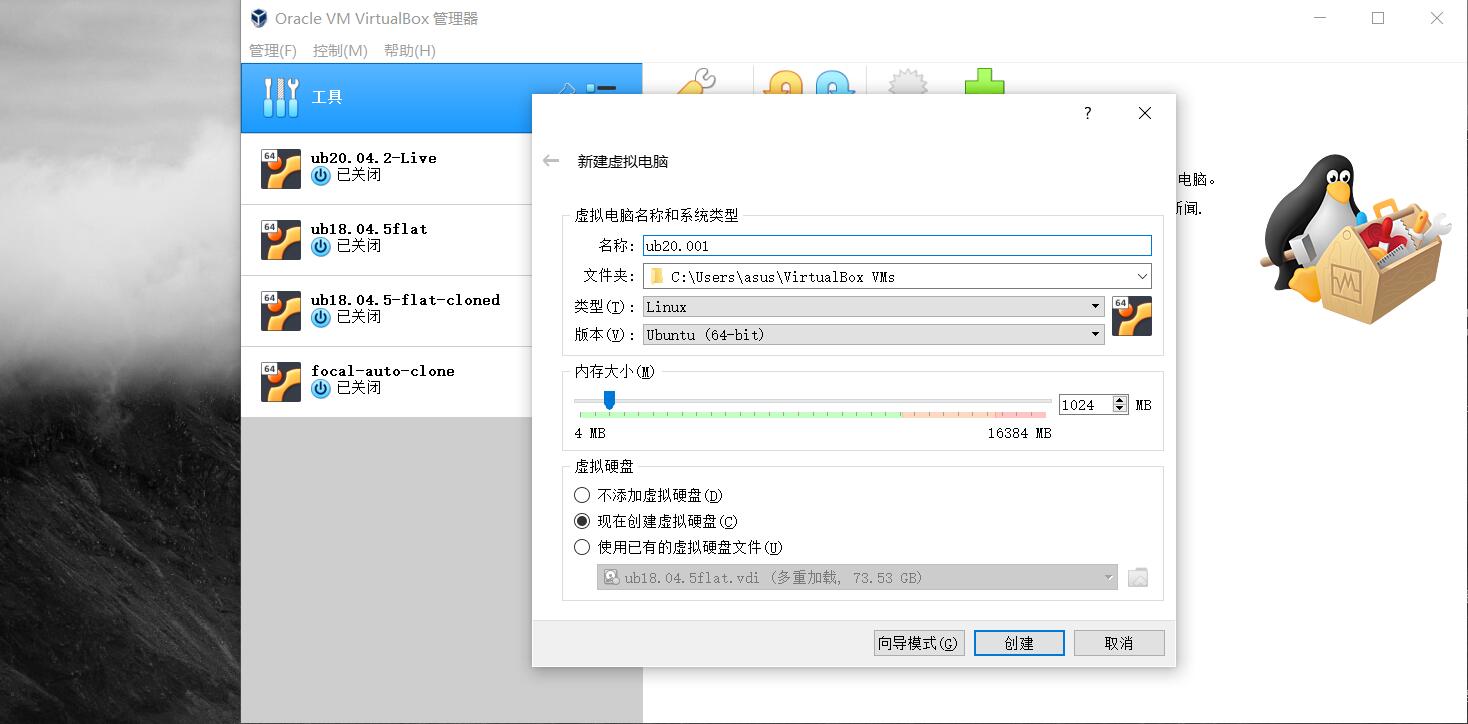 Oracle VM VirtualBox 管理器
管理(F) 控制(M) 帮助(H)
工具
64 ub20.04.2-Live
已关闭
64 ub18.04.5flat
已关闭
64 ub18.04.5-flat-cloned
已关闭
64 focal-auto-clone
已关闭
电脑。
新闻.
?
新建虚拟电脑
虚拟电脑名称和系统类型
名称: ub20.001
文件夹: C:\Users\asus\VirtualBox VMs
类型(T): Linux
64
版本(V): Ubuntu (64-bit)
内存大小(M)
1024 MB
4 MB 16384 MB
虚拟硬盘
不添加虚拟硬盘(D)
现在创建虚拟硬盘(C)
使用已有的虚拟硬盘文件(U)
ub18.04.5flat.vdi (多重加载, 73.53 GB)
向导模式(G) 创建 取消